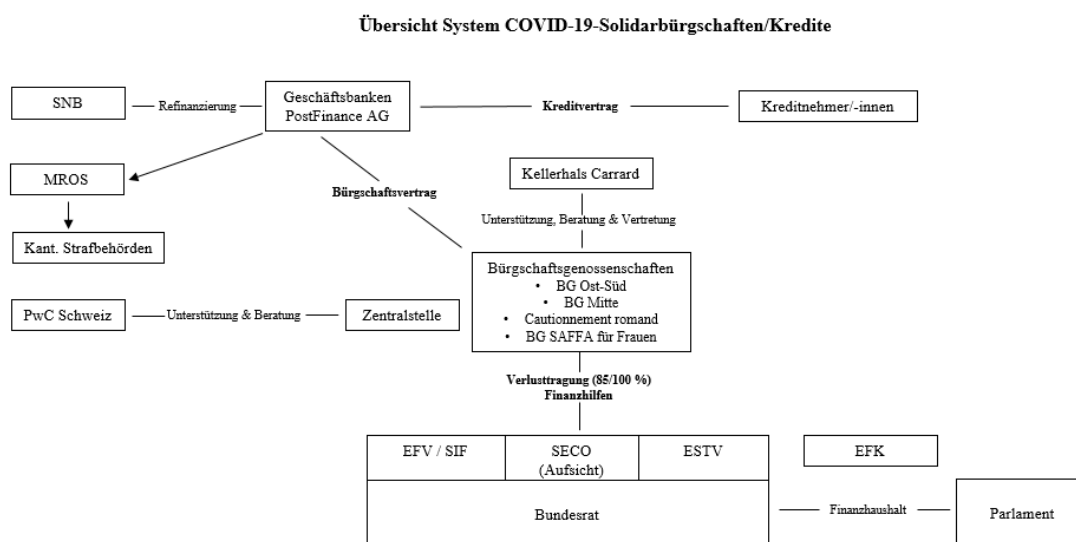 Übersicht System COVID-19-Solidarbürgschaften/Kredite
SNB
Refinanzierung
Geschäftsbanken
PostFinance AG
Kreditvertrag
Kreditnehmer/-innen
MROS
Bürgschaftsvertrag
Kellerhals Carrard
Unterstützung, Beratung & Vertretung
Kant. Strafbehörden
Bürgschaftsgenossenschaften
• BG Ost-Süd
• BG Mitte
• Cautionnement romand
• BG SAFFA für Frauen
PwC Schweiz
Unterstützung & Beratung
Zentralstelle
Verlusttragung (85/100 %)
Finanzhilfen
EFV / SIF
SECO
(Aufsicht)
ESTV
EFK
Bundesrat
Finanzhaushalt
Parlament